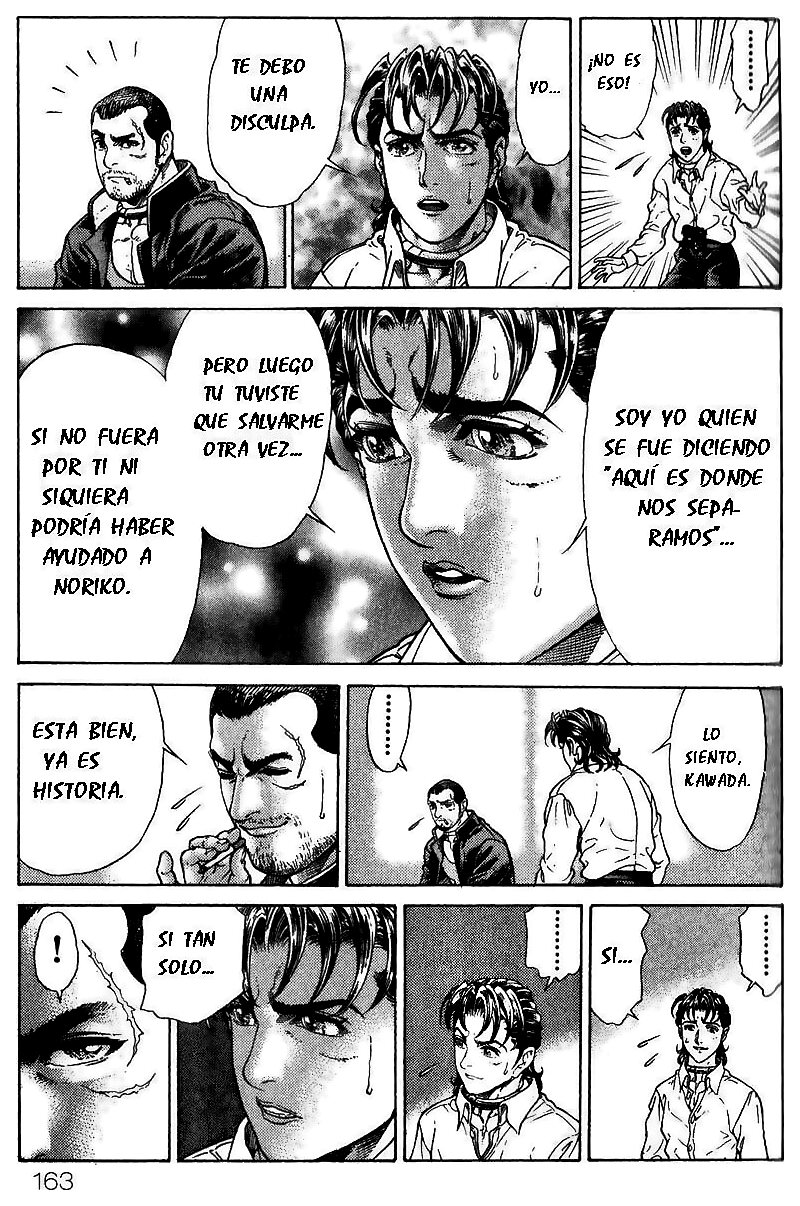 .........
¡NO ES
ESO!
YO...
TE DEBO
UNA
DISCULPA.
SOY YO QUIEN
SE FUE DICIENDO
"AQUÍ ES DONDE
NOS SEPA-
RAMOS"...
PERO LUEGO
TU TUVISTE
QUE SALVARME
OTRA VEZ...
SI NO FUERA
POR TI NI
SIQUIERA
PODRÍA HABER
AYUDADO A
NORIKO.
LO
SIENTO,
KAWADA.
.........
ESTA BIEN,
YA ES
HISTORIA.
.........
SI...
.........
SI TAN
SOLO...
!
163